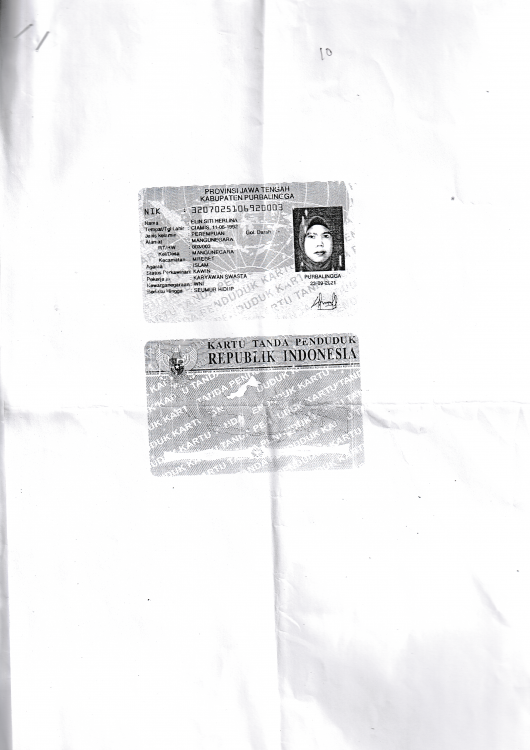 10
PROVINSI JAWA TENGAH
KABUPATEN PURBALINGGA
NIK : 3207025106920003
Nama : ELIN SITI HERLINA
Tempat/Tgl Lahir : CIAMIS, 11-06-1992
Jenis Kelamin : PEREMPUAN Gol. Darah
Alamat : MANGUNEGARA
RT/RW : 003/003
Kel/Desa : MANGUNEGARA
Kecamatan : MREBET
Agama : ISLAM
Status Perkawinan : KAWIN
Pekerjaan : KARYAWAN SWASTA
Kewarganegaraan : WNI
Berlaku Hingga : SEUMUR HIDUP
PURBALINGGA
23-09-2021
KARTU TANDA PENDUDUK
REPUBLIK INDONESIA